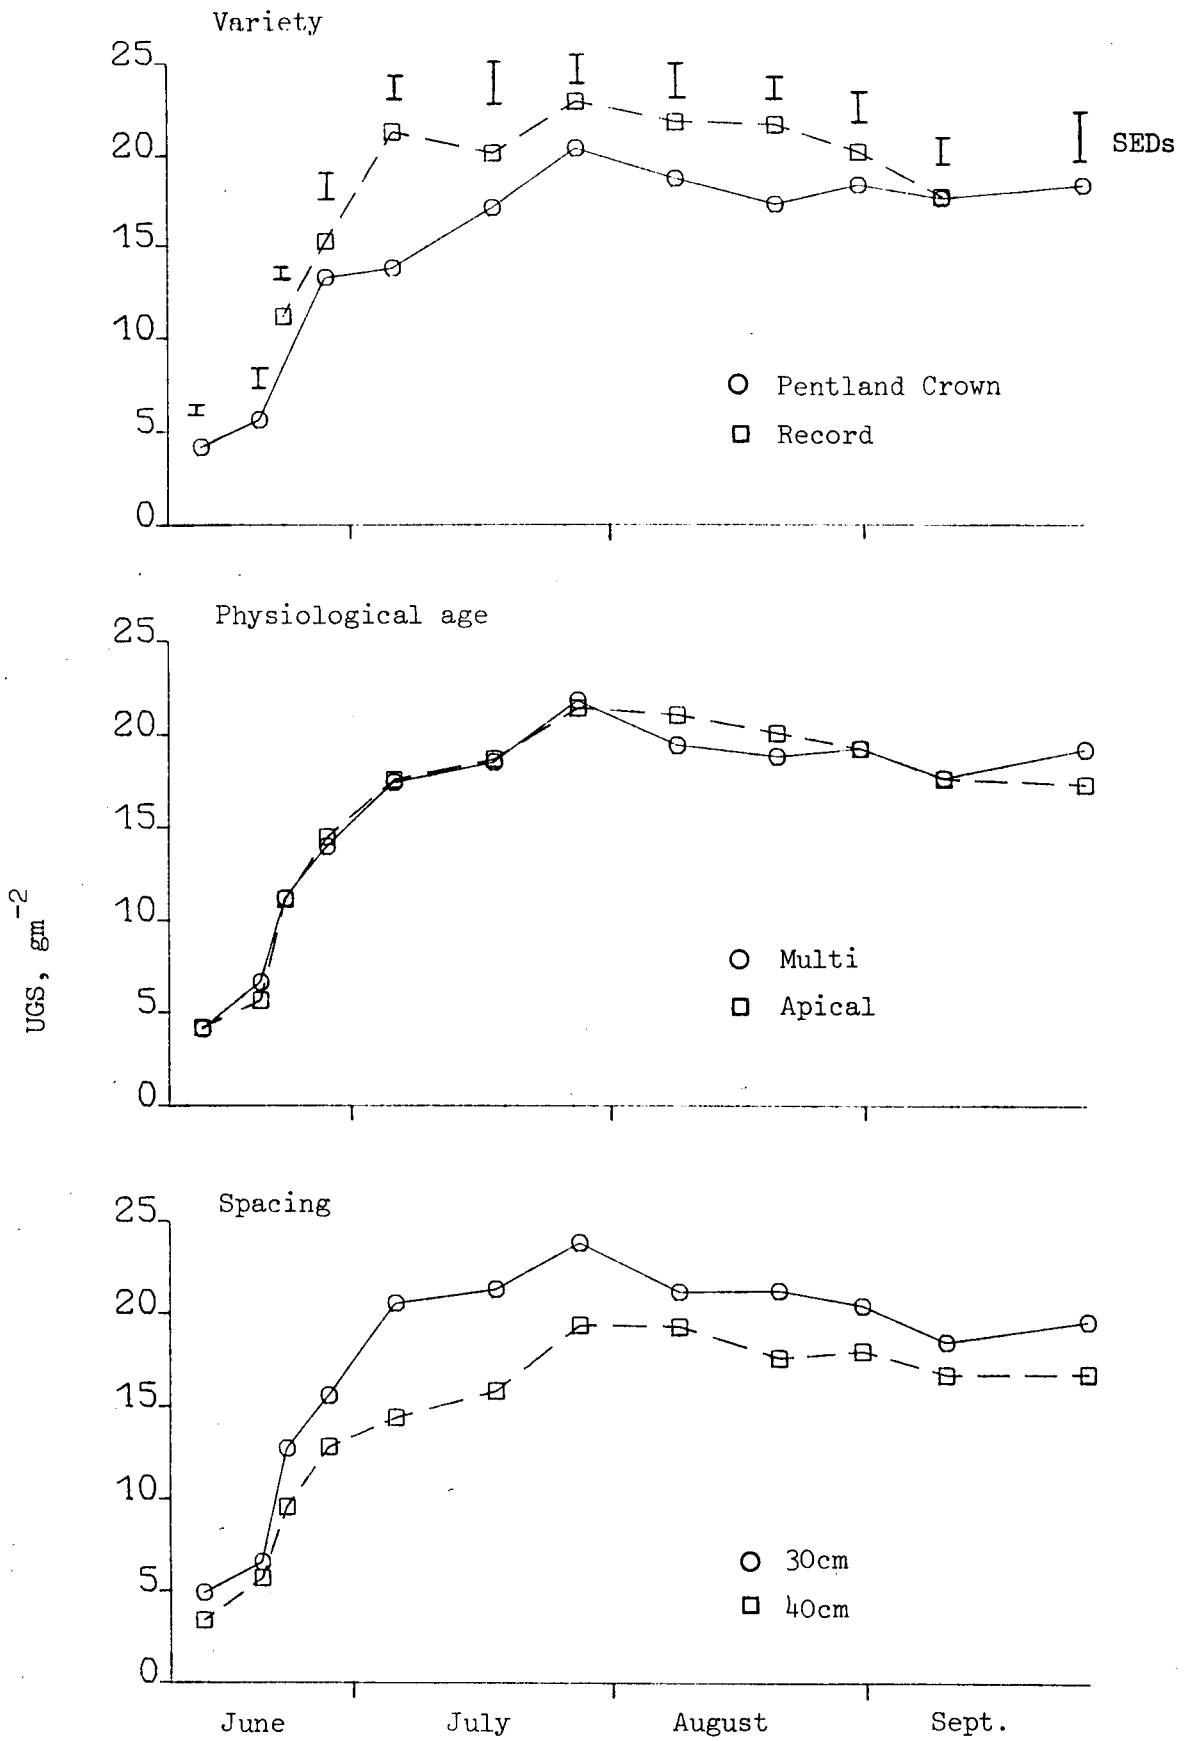 Variety
25
20
15
10
5
0
SEDs
Pentland Crown
Record
Physiological age
25
20
15
10
5
0
Multi
Apical
UGS, gm⁻²
Spacing
25
20
15
10
5
0
30cm
40cm
June July August Sept.